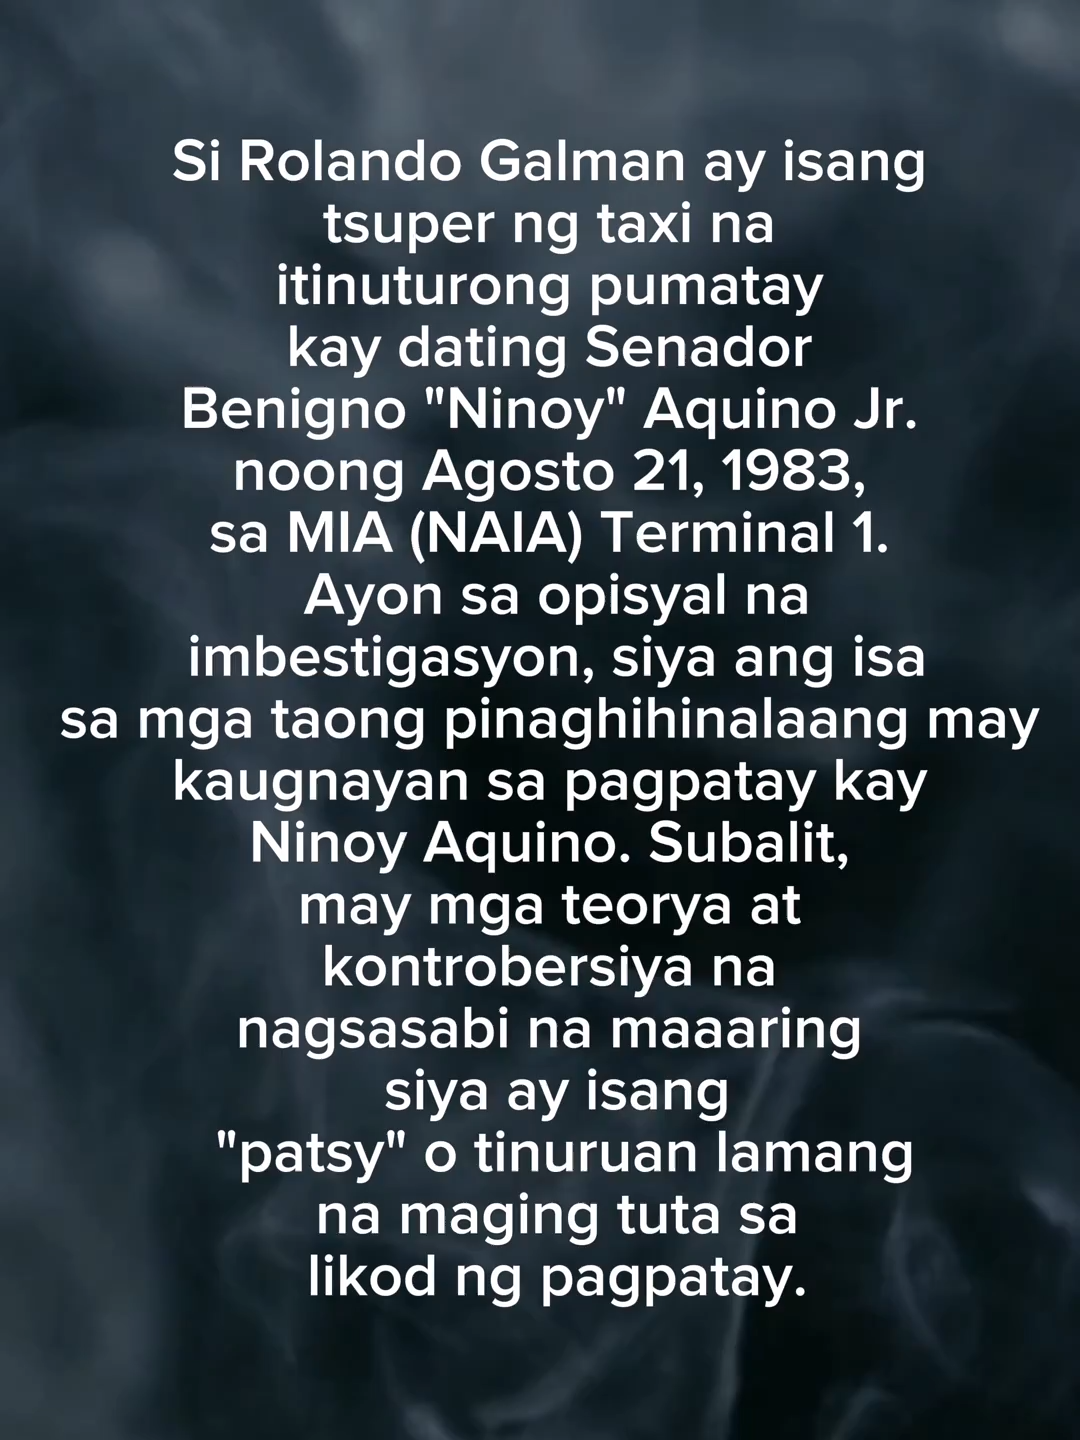 Si Rolando Galman ay isang
tsuper ng taxi na
itinuturong pumatay
kay dating Senador
Benigno "Ninoy" Aquino Jr.
noong Agosto 21, 1983,
sa MIA (NAIA) Terminal 1.
Ayon sa opisyal na
imbestigasyon, siya ang isa
sa mga taong pinaghihinalaang may
kaugnayan sa pagpatay kay
Ninoy Aquino. Subalit,
may mga teorya at
kontrobersiya na
nagsasabi na maaaring
siya ay isang
"patsy" o tinuruan lamang
na maging tuta sa
likod ng pagpatay.